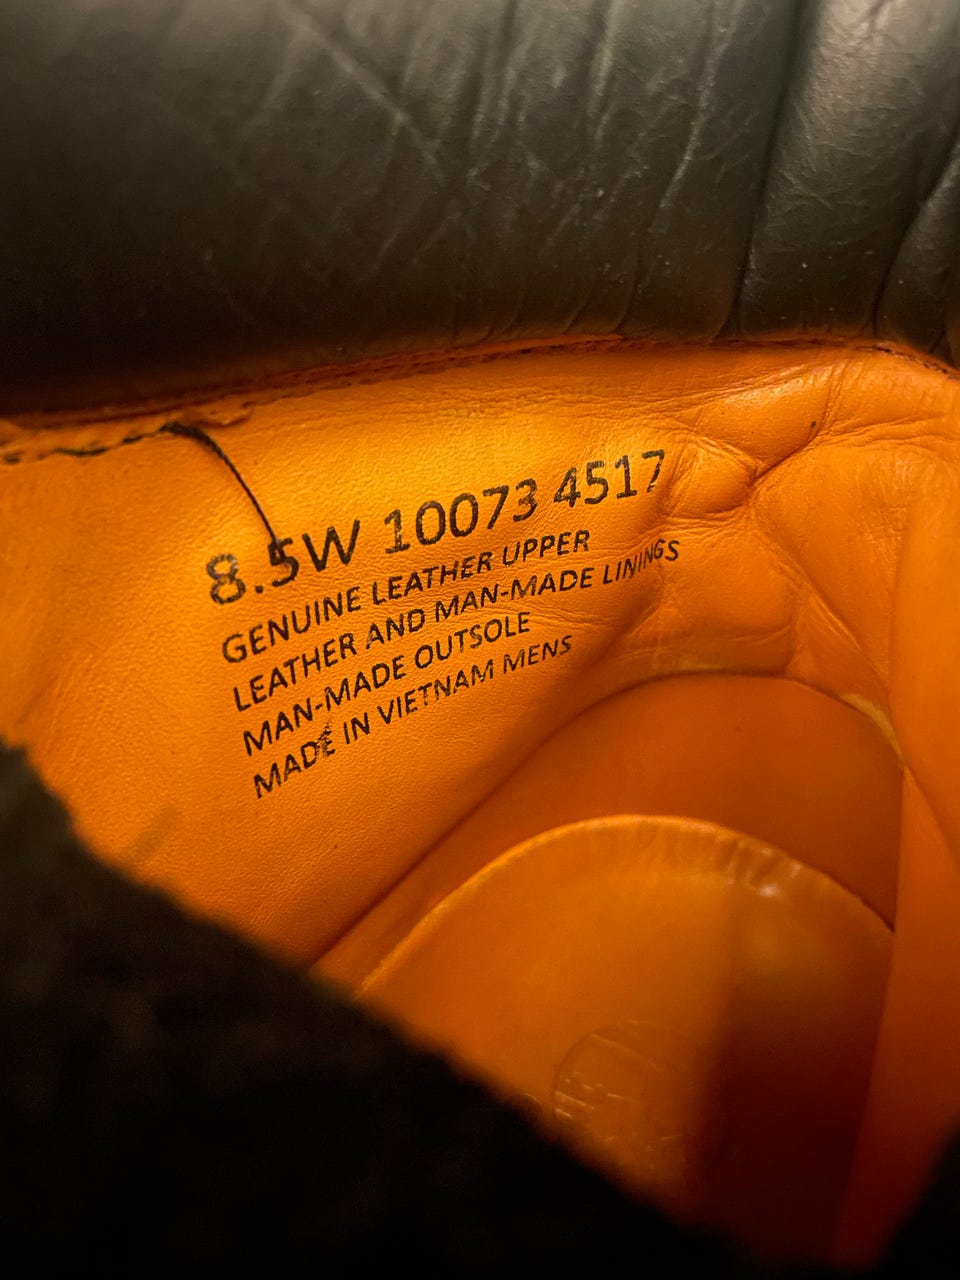 8.5W 10073 4517
GENUINE LEATHER UPPER
LEATHER AND MAN-MADE LININGS
MAN-MADE OUTSOLE
MADE IN VIETNAM MENS